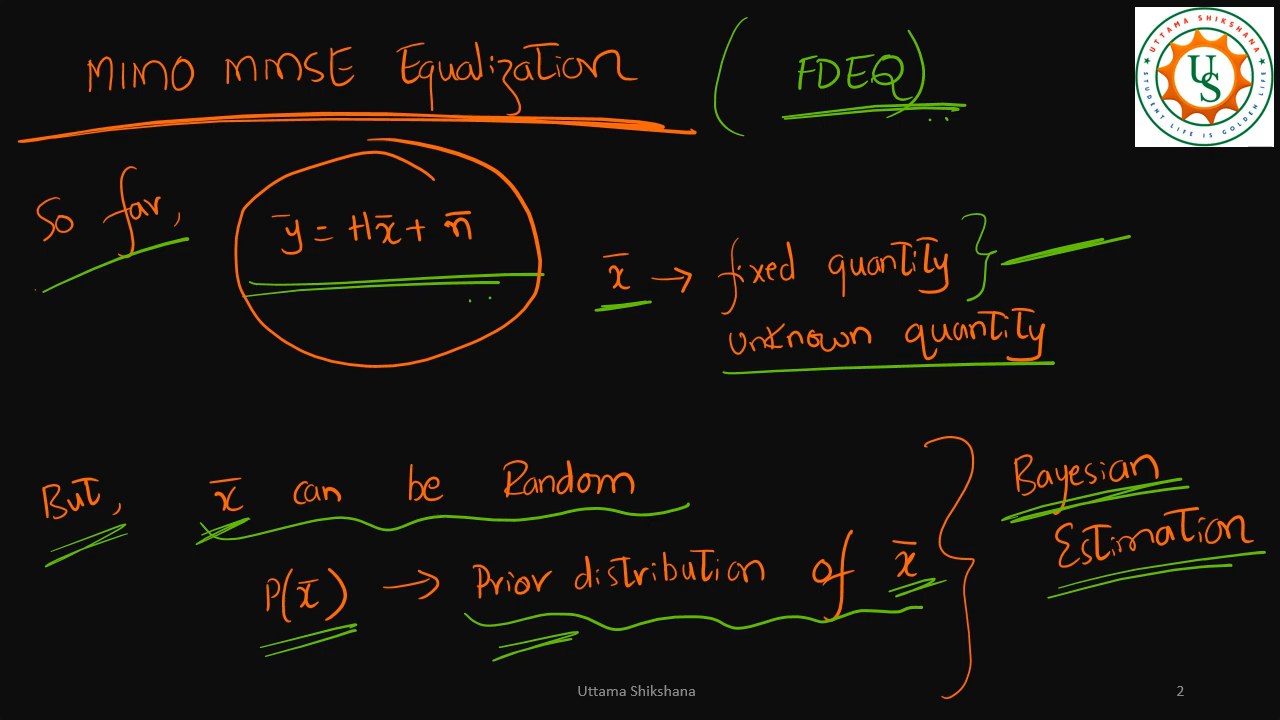 MIMO MMSE Equalization (FDEQ)
UTTAMA SHIKSHANA
US
STUDENT LIFE IS GOLDEN LIFE
So far,
y̅ = Hx̅ + n̅
x̅ → fixed quantity
unknown quantity
But, x̅ can be Random
P(x̅) → Prior distribution of x̅
Bayesian
Estimation
Uttama Shikshana
2